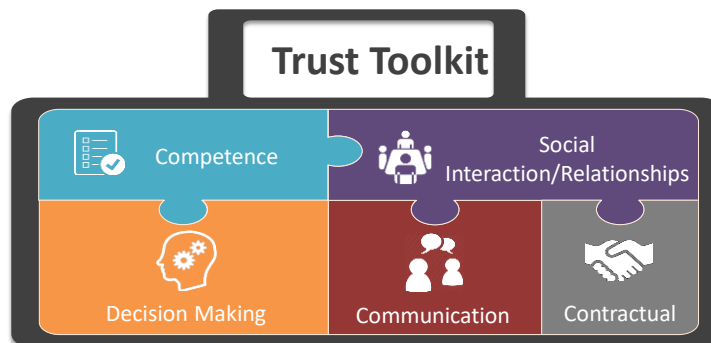 Trust Toolkit
Competence
Social
Interaction/Relationships
Decision Making
Communication
Contractual